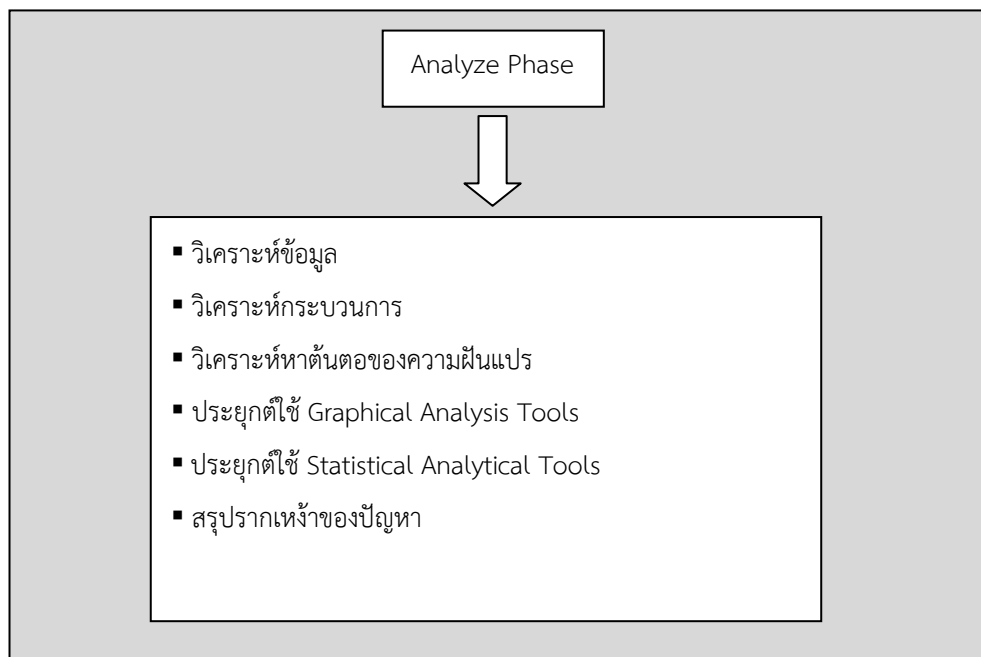 Analyze Phase
▪ วิเคราะห์ข้อมูล
▪ วิเคราะห์กระบวนการ
▪ วิเคราะห์หาต้นตอของความฝันแปร
▪ ประยุกต์ใช้ Graphical Analysis Tools
▪ ประยุกต์ใช้ Statistical Analytical Tools
▪ สรุปรากเหง้าของปัญหา